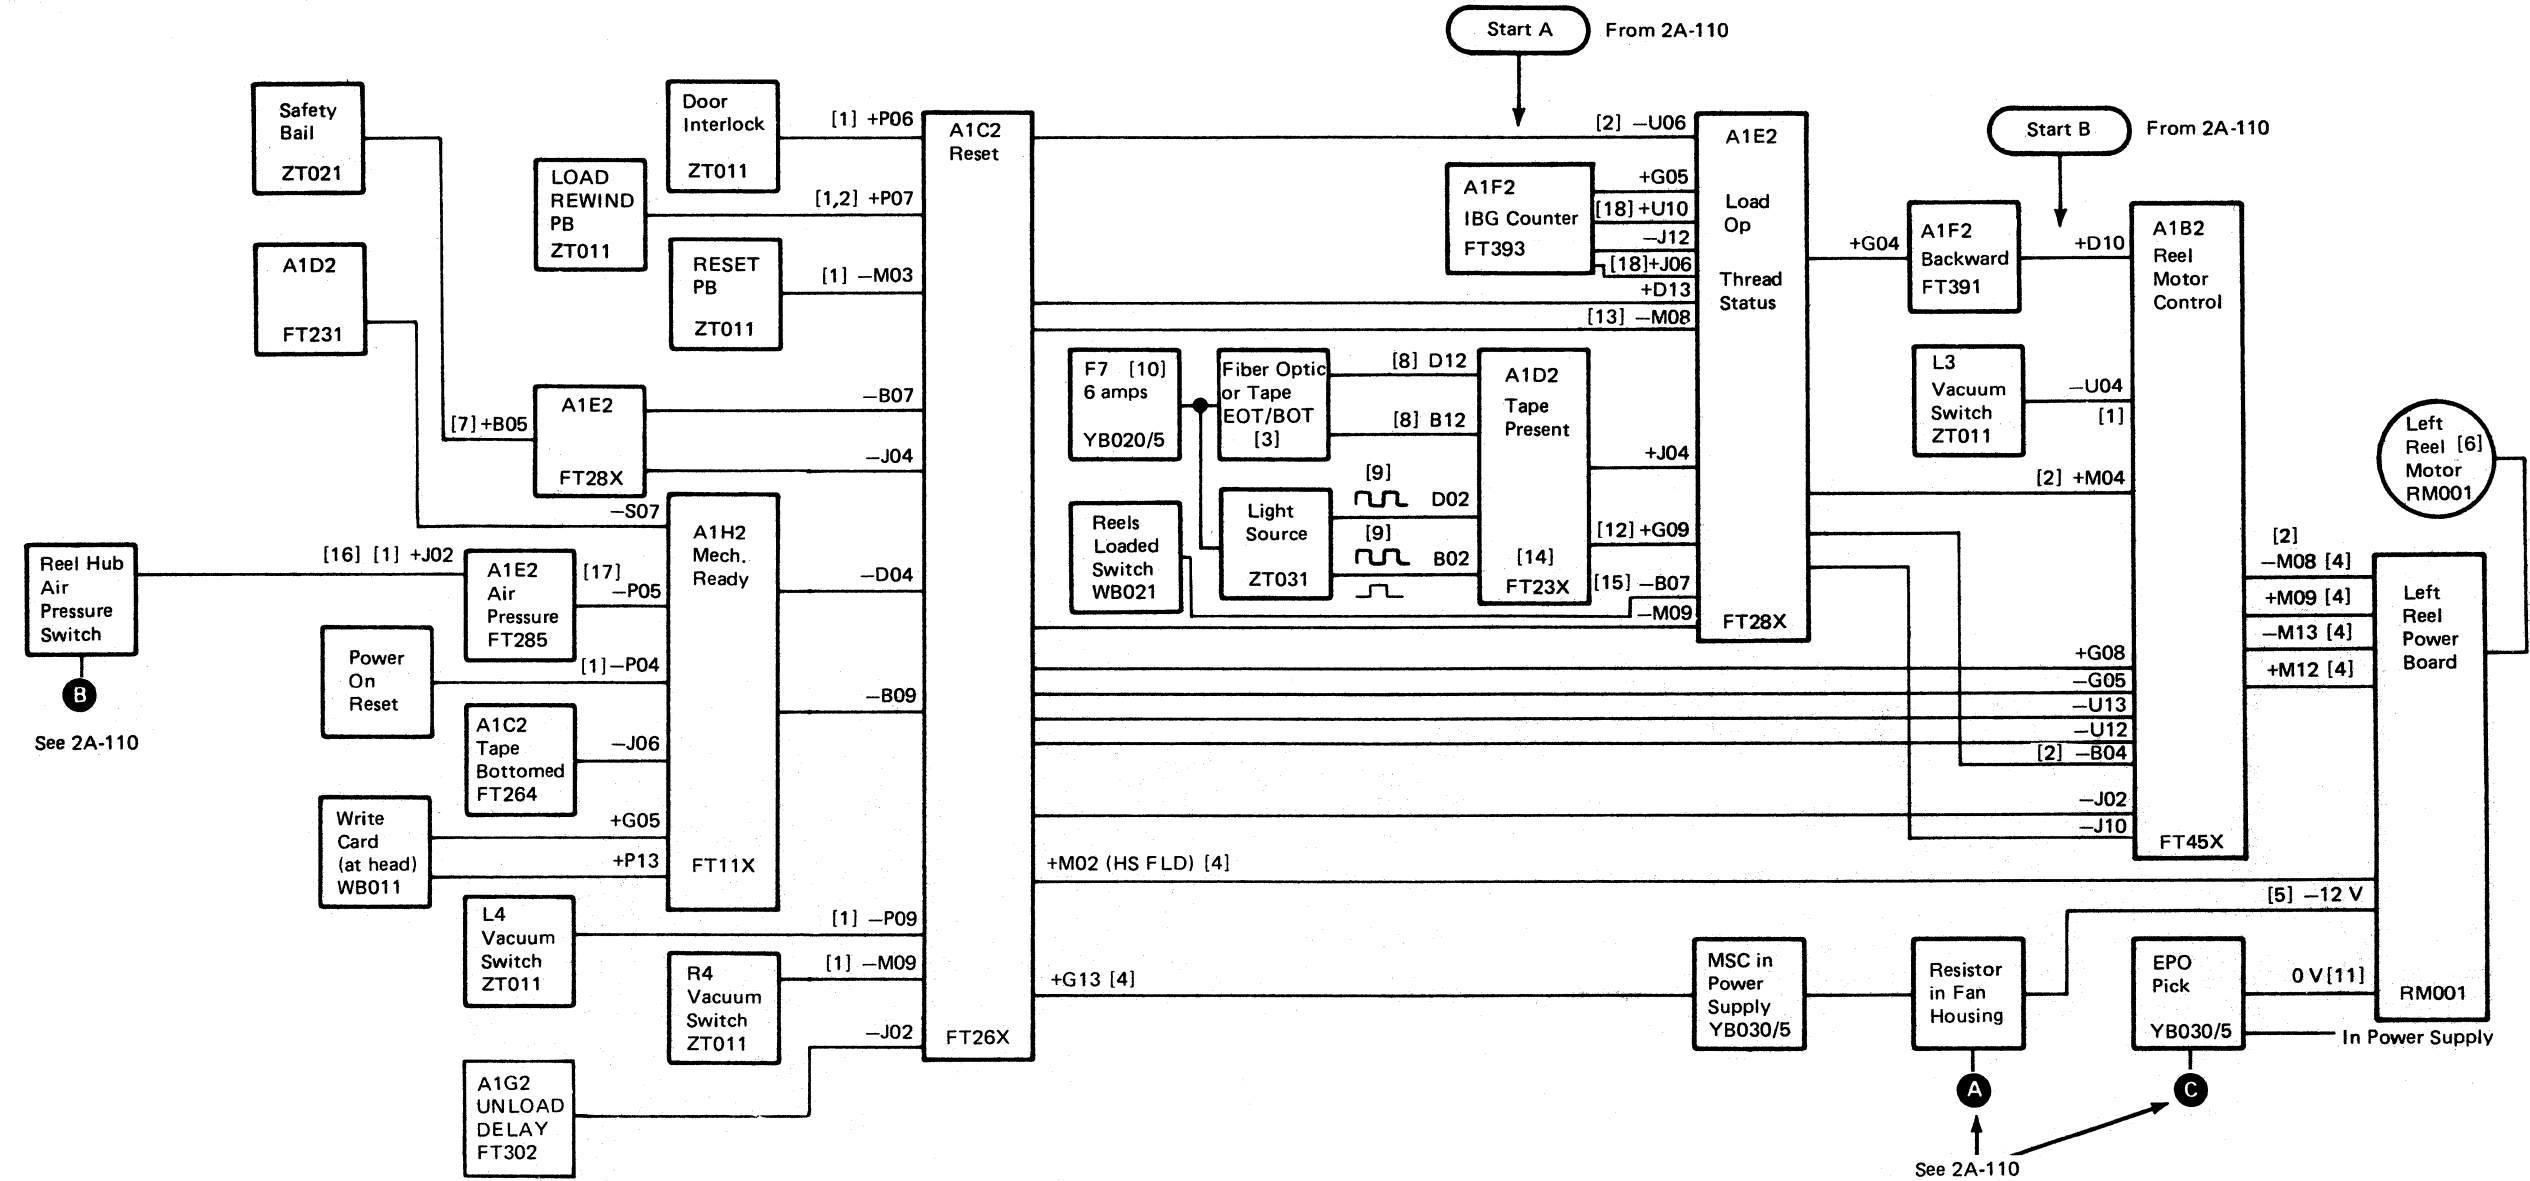 Start A
From 2A-110
Safety
Bail
ZT021
Door
Interlock
ZT011
[1] +P06
A1C2
Reset
FT26X
LOAD
REWIND
PB
ZT011
[1,2] +P07
RESET
PB
ZT011
[1] −M03
A1D2
FT231
[7] +B05
A1E2
FT28X
−B07
−J04
−S07
Reel Hub
Air
Pressure
Switch
B
See 2A-110
[16] [1] +J02
A1E2
Air
Pressure
FT285
[17]
−P05
A1H2
Mech.
Ready
FT11X
−D04
−B09
Power
On
Reset
[1] −P04
A1C2
Tape
Bottomed
FT264
−J06
Write
Card
(at head)
WB011
+G05
+P13
L4
Vacuum
Switch
ZT011
[1] −P09
R4
Vacuum
Switch
ZT011
[1] −M09
A1G2
UNLOAD
DELAY
FT302
−J02
[2] −U06
A1F2
IBG Counter
FT393
+G05
[18] +U10
−J12
[18] +J06
+D13
[13] −M08
A1E2
Load
Op
Thread
Status
FT28X
F7 [10]
6 amps
YB020/5
Fiber Optic
or Tape
EOT/BOT
[3]
[8] D12
[8] B12
A1D2
Tape
Present
[14]
FT23X
Reels
Loaded
Switch
WB021
Light
Source
ZT031
[9]
D02
[9]
B02
+J04
[12] +G09
[15] −B07
−M09
+G04
A1F2
Backward
FT391
Start B
From 2A-110
+D10
A1B2
Reel
Motor
Control
FT45X
L3
Vacuum
Switch
ZT011
−U04
[1]
[2] +M04
+G08
−G05
−U13
−U12
[2] −B04
−J02
−J10
Left
Reel [6]
Motor
RM001
[2]
−M08 [4]
+M09 [4]
−M13 [4]
+M12 [4]
Left
Reel
Power
Board
RM001
+M02 (HS FLD) [4]
[5] −12 V
+G13 [4]
MSC in
Power
Supply
YB030/5
Resistor
in Fan
Housing
A
EPO
Pick
YB030/5
C
0 V [11]
In Power Supply
See 2A-110